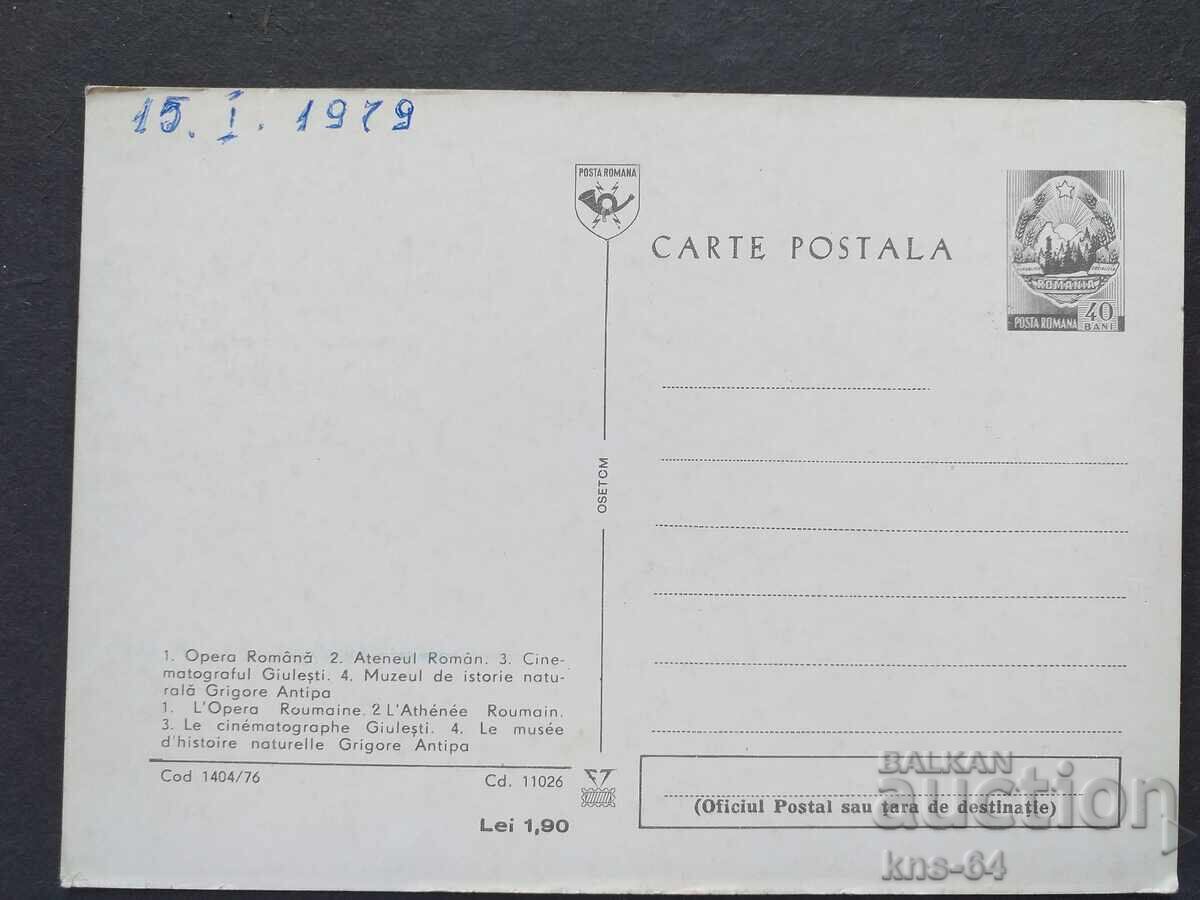 15. I. 1979
POSTA ROMANA
CARTE POSTALA
ROMANIA
POSTA ROMANA 40 BANI
OSETCM
1. Opera Română 2. Ateneul Român. 3. Cine-
matograful Giulești. 4. Muzeul de istorie natu-
rală Grigore Antipa
1. L'Opera Roumaine. 2 L'Athénée Roumain.
3. Le cinématographe Giulești. 4. Le musée
d'histoire naturelle Grigore Antipa
Cod 1404/76 Cd. 11026
Lei 1,90
(Oficiul Poștal sau țara de destinație)
BALKAN
auction
kns-64